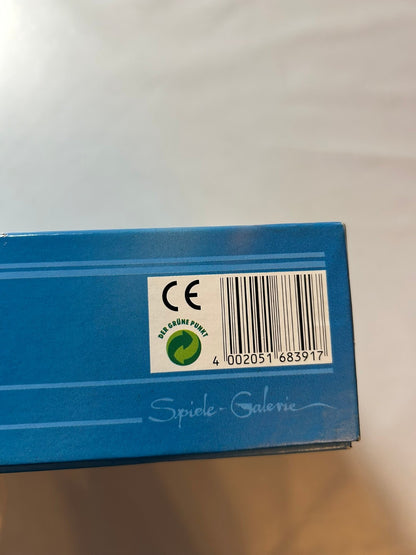 CE
DER GRÜNE PUNKT
4 002051 683917
Spiele-Galerie